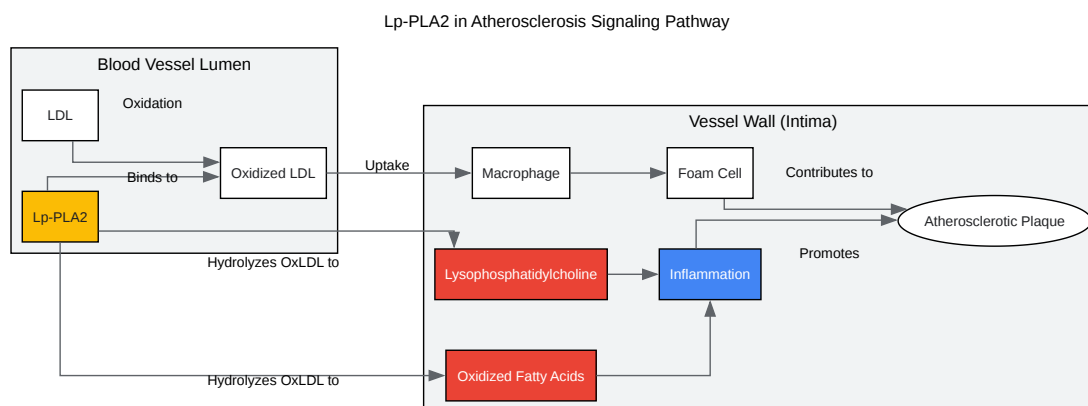 Lp-PLA2 in Atherosclerosis Signaling Pathway
Blood Vessel Lumen
LDL
Oxidation
Vessel Wall (Intima)
Oxidized LDL
Uptake
Macrophage
Foam Cell
Contributes to
Binds to
Lp-PLA2
Atherosclerotic Plaque
Hydrolyzes OxLDL to
Lysophosphatidylcholine
Inflammation
Promotes
Hydrolyzes OxLDL to
Oxidized Fatty Acids